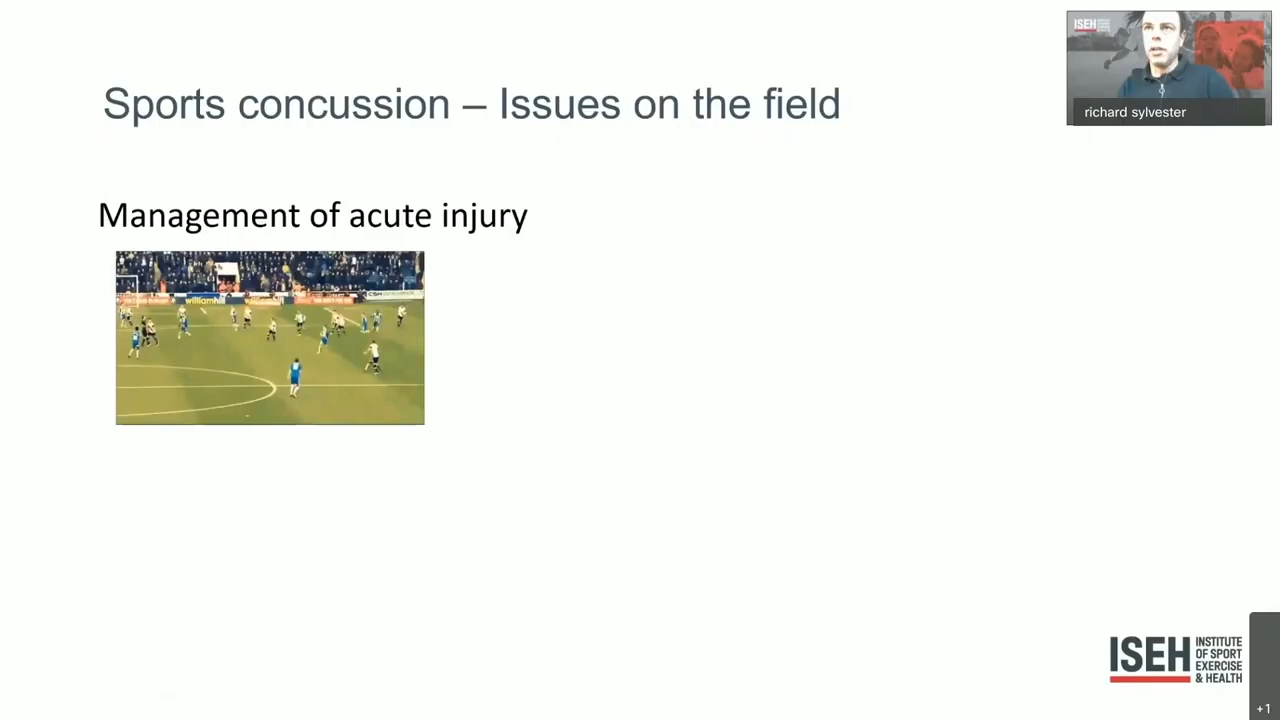 Sports concussion – Issues on the field
ISEH
richard sylvester
Management of acute injury
williamhill
ISEH
INSTITUTE
OF SPORT
EXERCISE
& HEALTH
+1